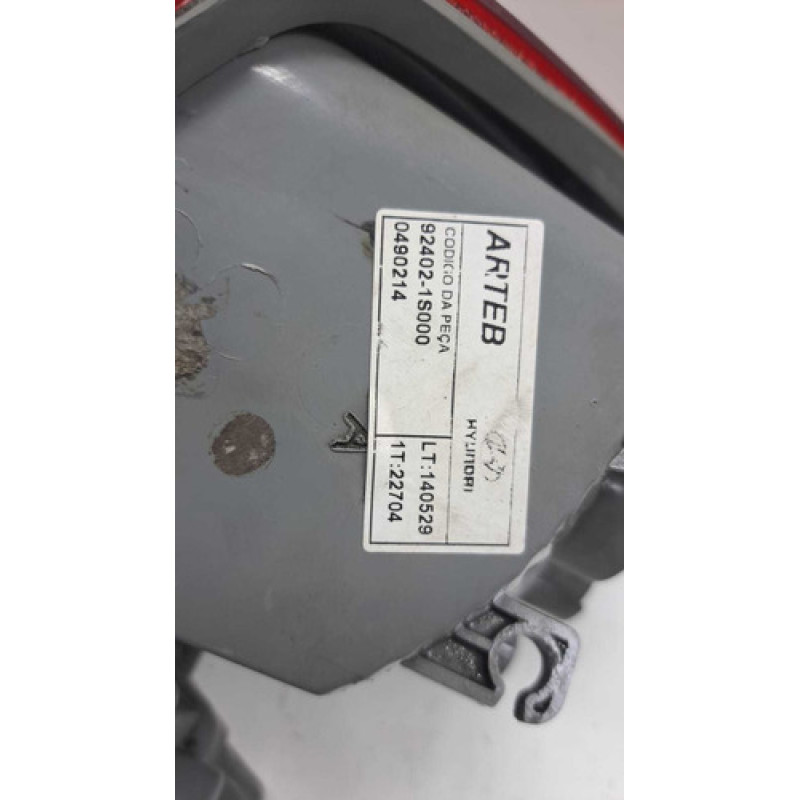 ARTEB
HYUNDAI
CODIGO DA PEÇA
92402-1S000
LT:140529
0490214
1T:22704